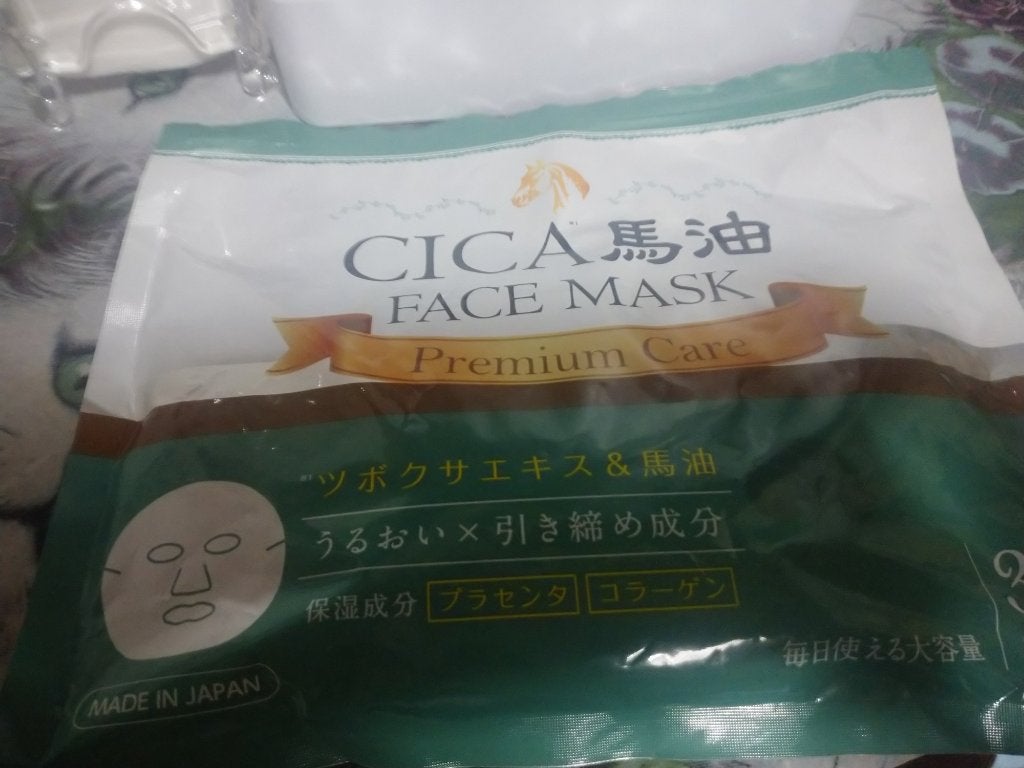 CICA馬油
FACE MASK
Premium Care
ツボクサエキス&馬油
うるおい×引き締め成分
保湿成分 プラセンタ コラーゲン
毎日使える大容量
MADE IN JAPAN